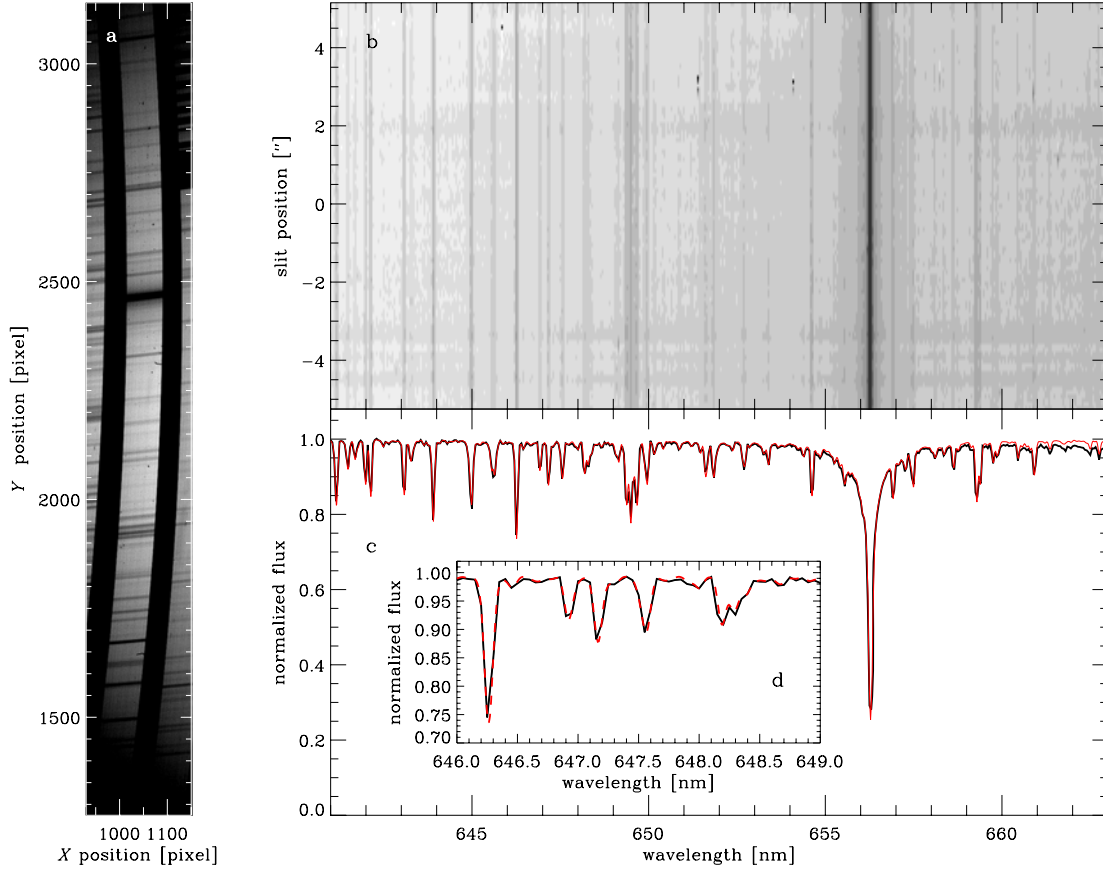 a
3000
2500
2000
1500
Y position [pixel]
1000 1100
X position [pixel]
b
4
2
0
−2
−4
slit position ["]
c
1.0
0.8
0.6
0.4
0.2
0.0
normalized flux
645 650 655 660
wavelength [nm]
d
1.00
0.95
0.90
0.85
0.80
0.75
0.70
normalized flux
646.0 646.5 647.0 647.5 648.0 648.5 649.0
wavelength [nm]